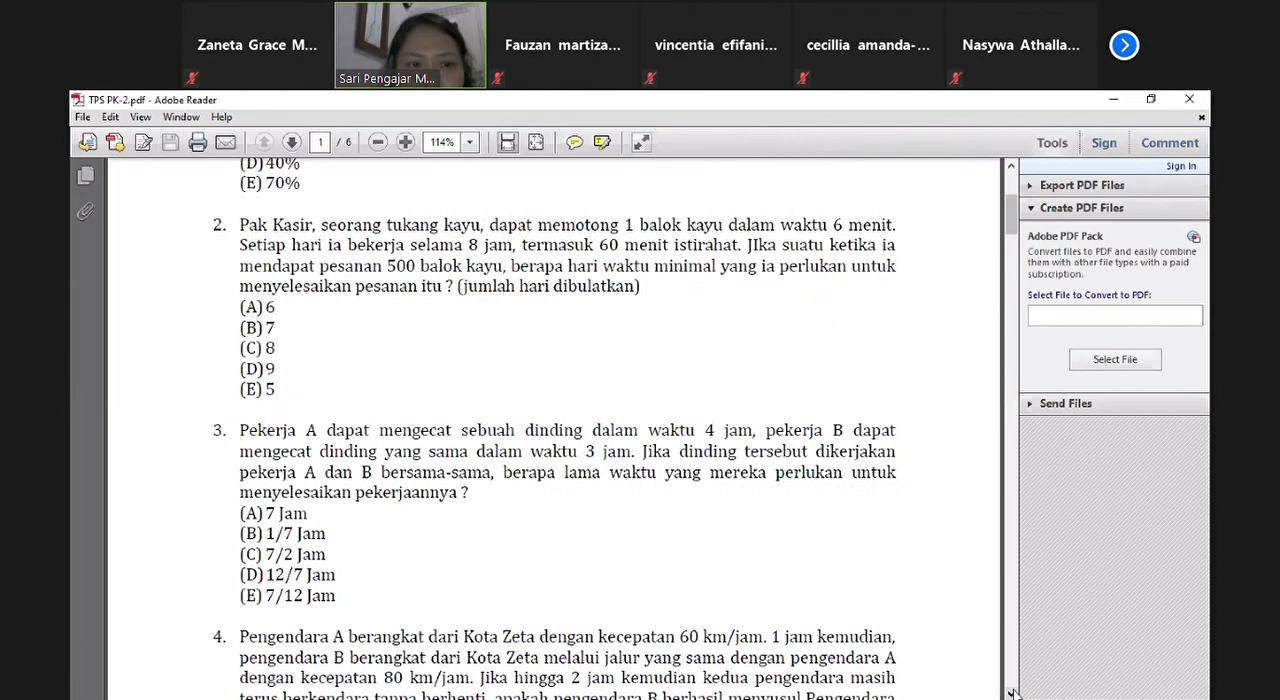 Zaneta Grace M...
Sari Pengajar M...
Fauzan martiza...
vincentia efifani...
cecillia amanda-...
Nasywa Athalla...
TPS PK-2.pdf - Adobe Reader
File Edit View Window Help
1 / 6 114% Tools Sign Comment
Sign In
Export PDF Files
Create PDF Files
Adobe PDF Pack
Convert files to PDF and easily combine
them with other file types with a paid
subscription.
Select File to Convert to PDF:
Select File
Send Files
(D) 40%
(E) 70%
2. Pak Kasir, seorang tukang kayu, dapat memotong 1 balok kayu dalam waktu 6 menit.
Setiap hari ia bekerja selama 8 jam, termasuk 60 menit istirahat. JIka suatu ketika ia
mendapat pesanan 500 balok kayu, berapa hari waktu minimal yang ia perlukan untuk
menyelesaikan pesanan itu ? (jumlah hari dibulatkan)
(A) 6
(B) 7
(C) 8
(D) 9
(E) 5
3. Pekerja A dapat mengecat sebuah dinding dalam waktu 4 jam, pekerja B dapat
mengecat dinding yang sama dalam waktu 3 jam. Jika dinding tersebut dikerjakan
pekerja A dan B bersama-sama, berapa lama waktu yang mereka perlukan untuk
menyelesaikan pekerjaannya ?
(A) 7 Jam
(B) 1/7 Jam
(C) 7/2 Jam
(D) 12/7 Jam
(E) 7/12 Jam
4. Pengendara A berangkat dari Kota Zeta dengan kecepatan 60 km/jam. 1 jam kemudian,
pengendara B berangkat dari Kota Zeta melalui jalur yang sama dengan pengendara A
dengan kecepatan 80 km/jam. Jika hingga 2 jam kemudian kedua pengendara masih
terus berkendara tanpa berhenti, apakah pengendara B berhasil menyusul Pengendara